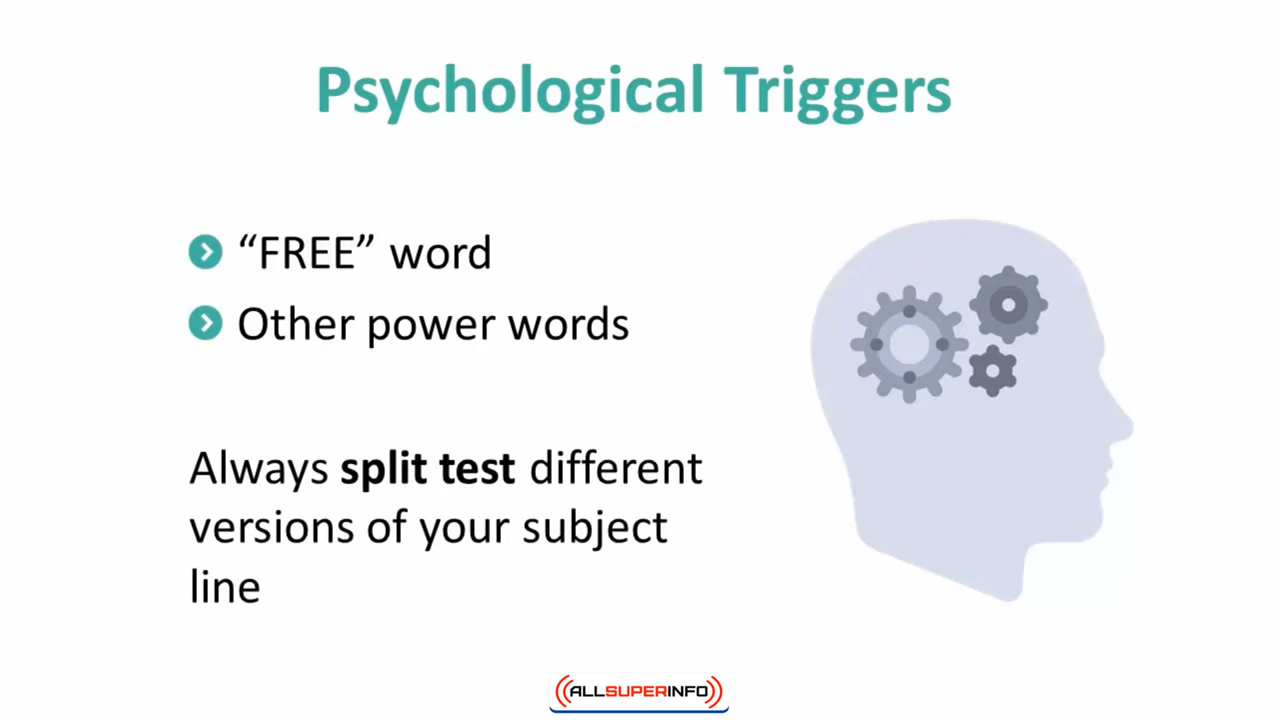 Psychological Triggers
“FREE” word
Other power words
Always split test different
versions of your subject
line
ALLSUPERINFO